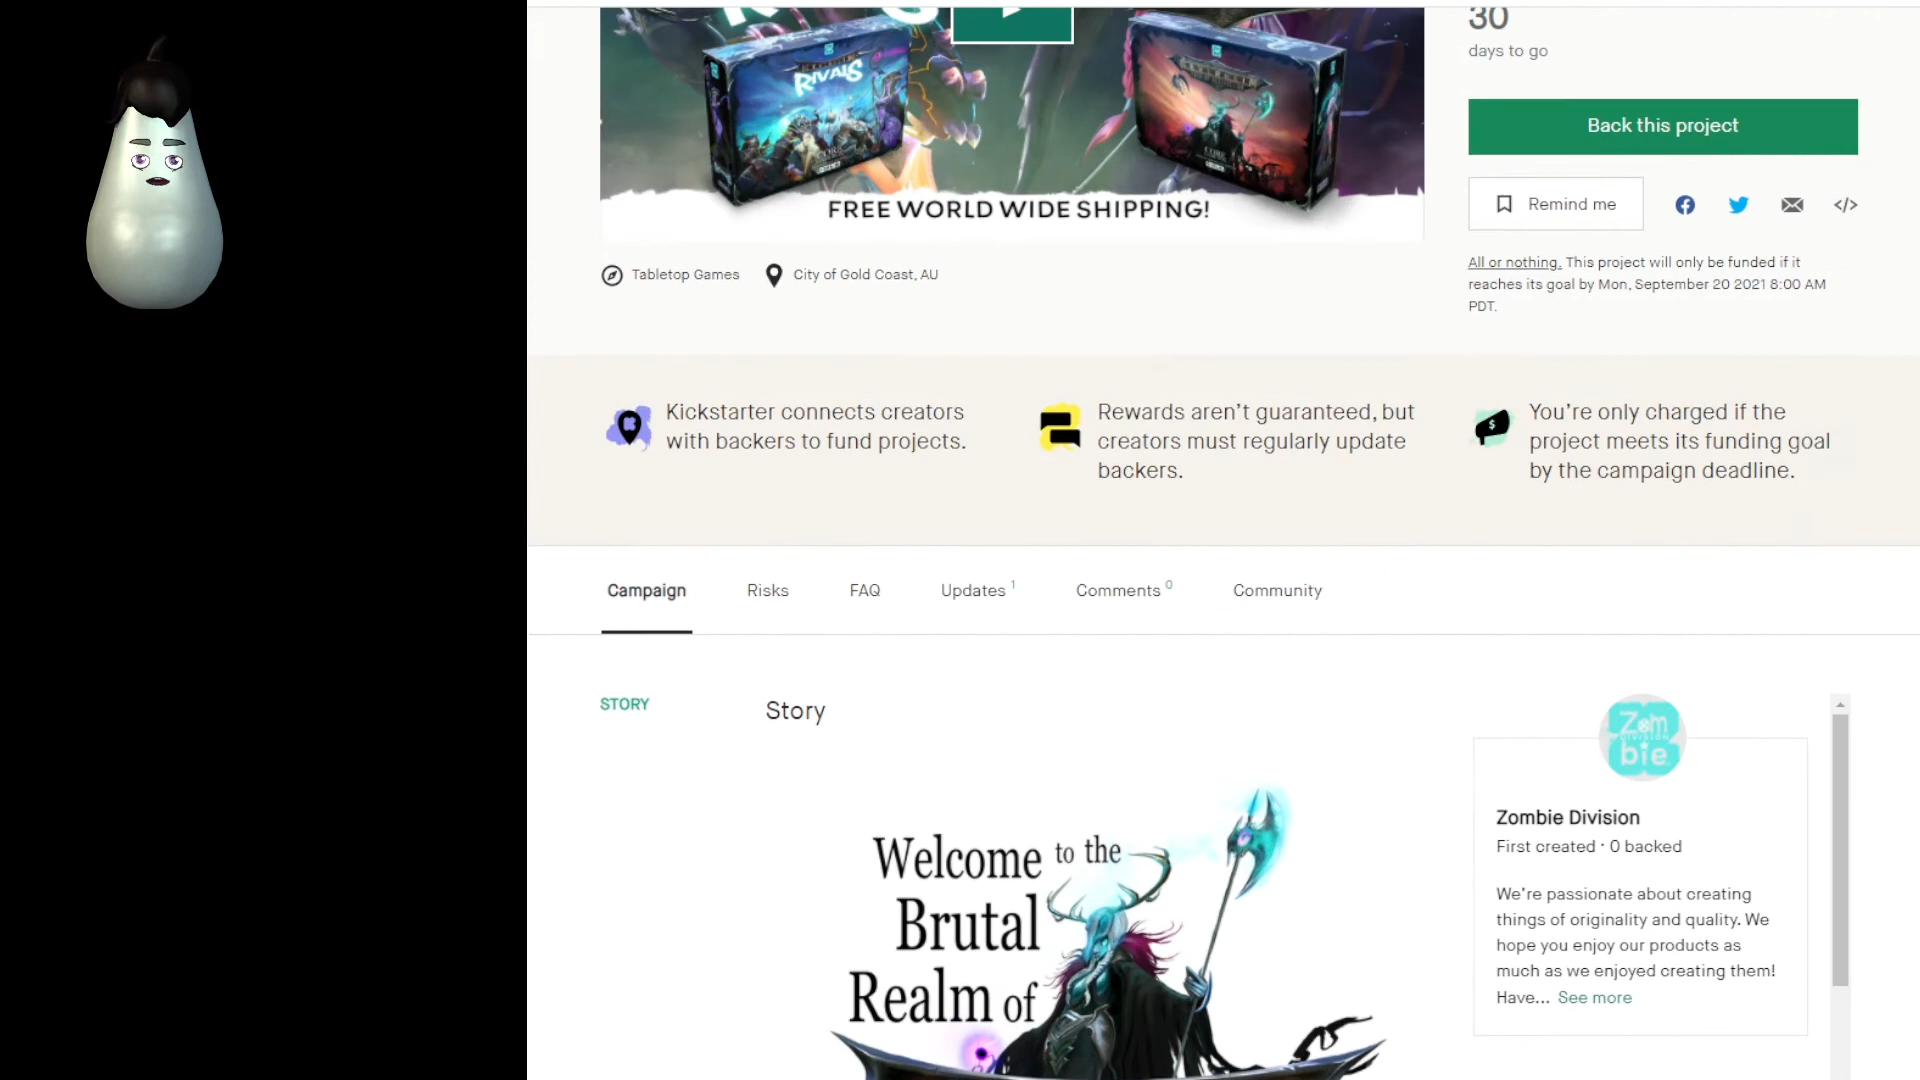 30
days to go
RIVALS
Back this project
Remind me
FREE WORLD WIDE SHIPPING!
Tabletop Games
City of Gold Coast, AU
All or nothing. This project will only be funded if it
reaches its goal by Mon, September 20 2021 8:00 AM
PDT.
Kickstarter connects creators
with backers to fund projects.
Rewards aren't guaranteed, but
creators must regularly update
backers.
You're only charged if the
project meets its funding goal
by the campaign deadline.
Campaign
Risks
FAQ
Updates 1
Comments 0
Community
STORY
Story
Zombie
DIVISION
Zombie Division
First created · 0 backed
We're passionate about creating
things of originality and quality. We
hope you enjoy our products as
much as we enjoyed creating them!
Have... See more
Welcome to the
Brutal
Realm of